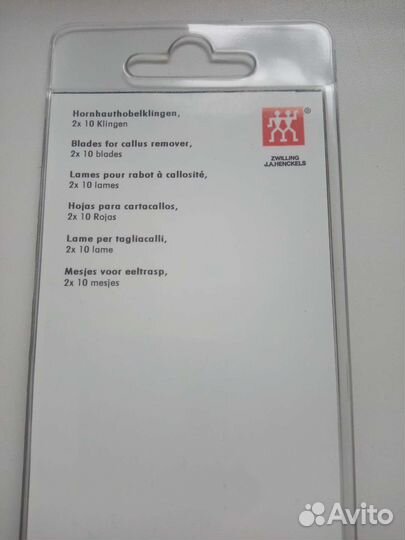 Hornhauthobelklingen,
2x 10 Klingen
Blades for callus remover,
2x 10 blades
Lames pour rabot à callosité,
2x 10 lames
Hojas para cartacallos,
2x 10 Rojas
Lame per tagliacalli,
2x 10 lame
Mesjes voor eeltrasp,
2x 10 mesjes
®
ZWILLING
J.A.HENCKELS
Avito